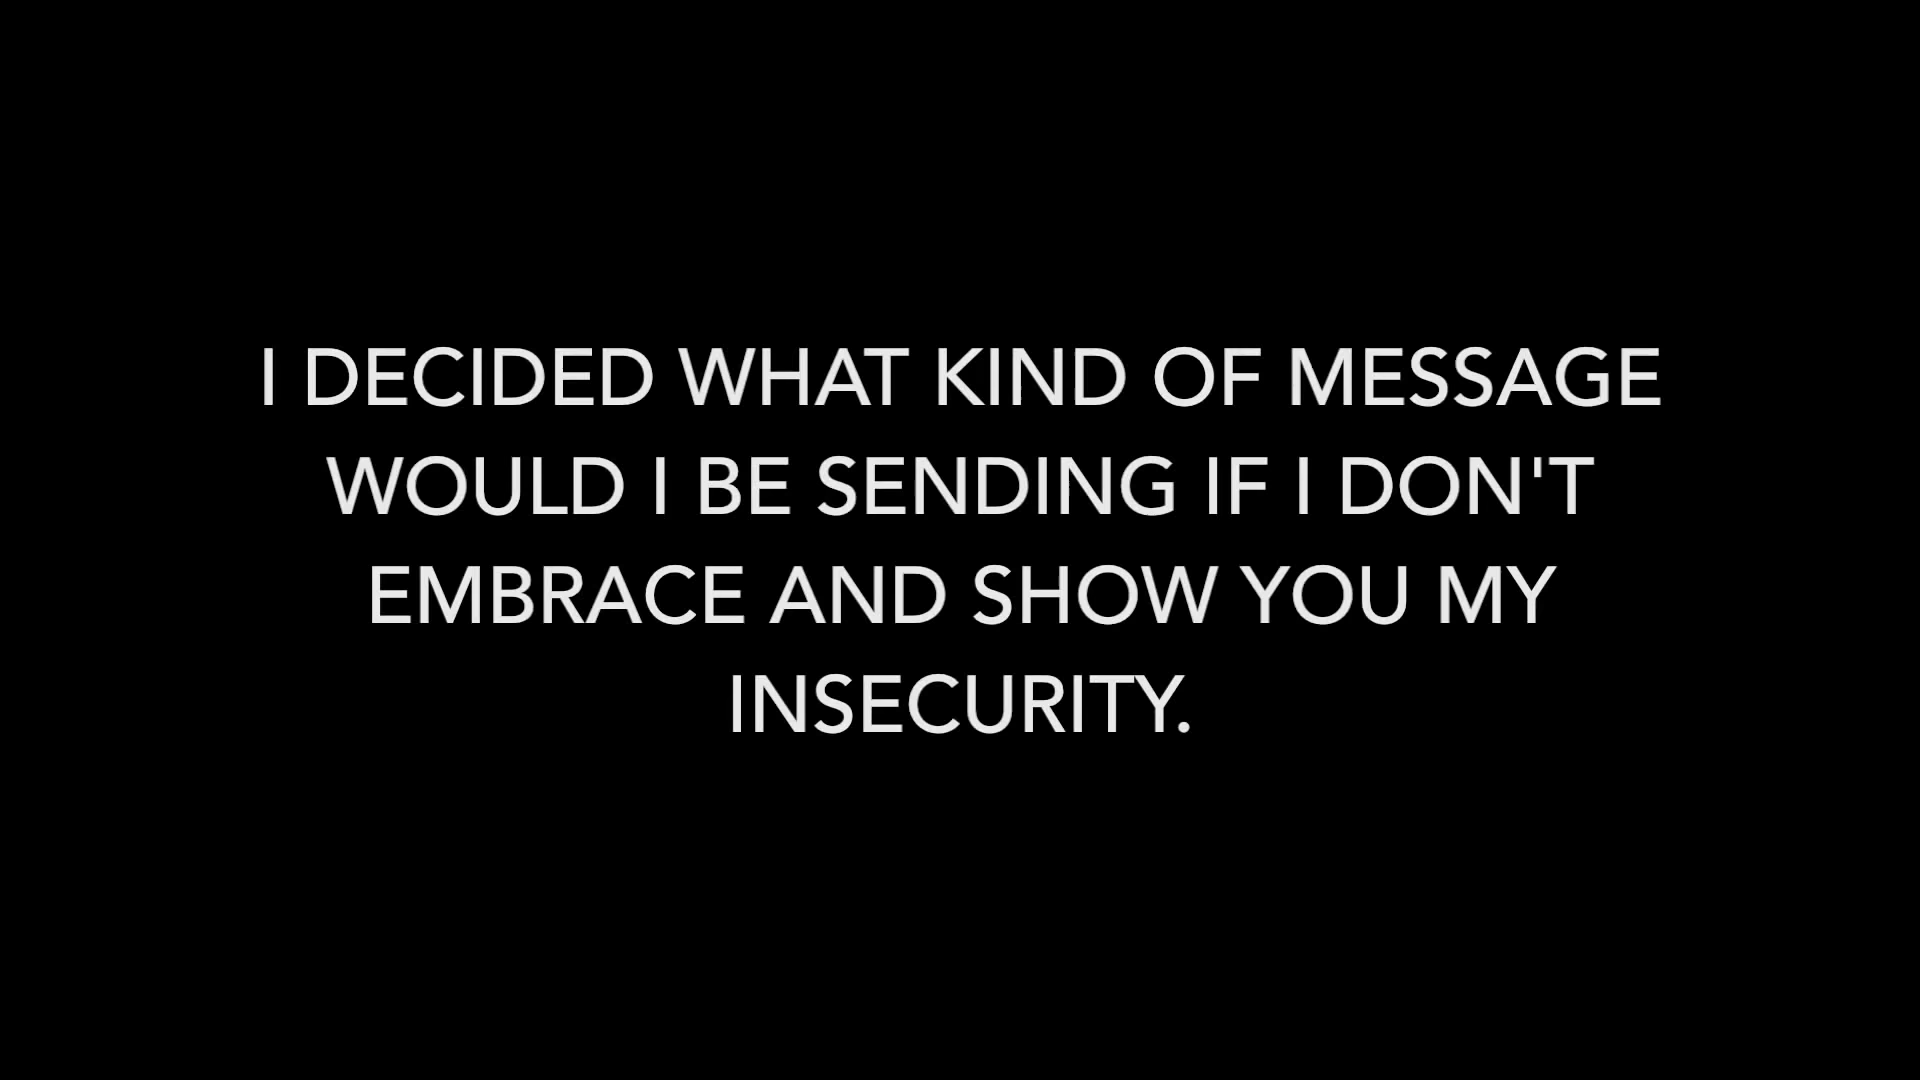 I DECIDED WHAT KIND OF MESSAGE
WOULD I BE SENDING IF I DON'T
EMBRACE AND SHOW YOU MY
INSECURITY.